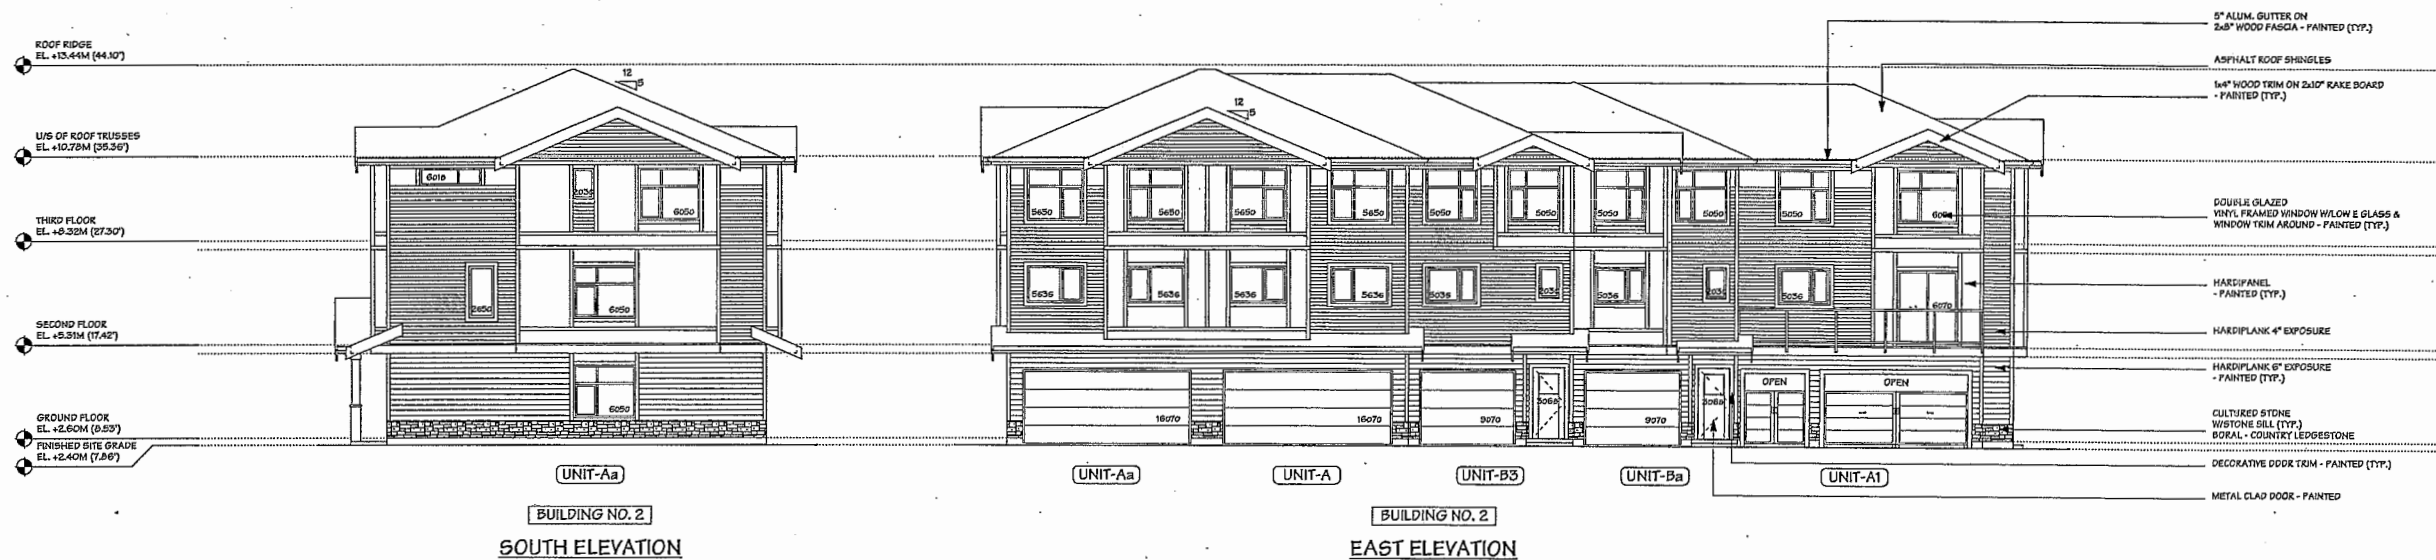 ROOF RIDGE
EL. +13.44M (44.10')
U/S OF ROOF TRUSSES
EL. +10.78M (35.36')
THIRD FLOOR
EL. +8.32M (27.30')
SECOND FLOOR
EL. +5.31M (17.42')
GROUND FLOOR
EL. +2.60M (8.53')
FINISHED SITE GRADE
EL. +2.40M (7.86')
12
5
6018
2036
6050
2650
6050
6050
UNIT-Aa
BUILDING NO. 2
SOUTH ELEVATION
12
5
5650
5650
5650
5650
5050
5050
5050
5050
5050
5636
5636
5636
5636
5036
2036
5036
2036
5036
6070
16070
16070
9070
3068
9070
3068
OPEN
OPEN
UNIT-Aa
UNIT-A
UNIT-B3
UNIT-Ba
UNIT-A1
BUILDING NO. 2
EAST ELEVATION
5" ALUM. GUTTER ON
2x8" WOOD FASCIA - PAINTED (TYP.)
ASPHALT ROOF SHINGLES
1x4" WOOD TRIM ON 2x10" RAKE BOARD
- PAINTED (TYP.)
DOUBLE GLAZED
VINYL FRAMED WINDOW W/LOW E GLASS &
WINDOW TRIM AROUND - PAINTED (TYP.)
HARDIPANEL
- PAINTED (TYP.)
HARDIPLANK 4" EXPOSURE
HARDIPLANK 6" EXPOSURE
- PAINTED (TYP.)
CULTURED STONE
W/STONE SILL (TYP.)
BORAL - COUNTRY LEDGESTONE
DECORATIVE DOOR TRIM - PAINTED (TYP.)
METAL CLAD DOOR - PAINTED